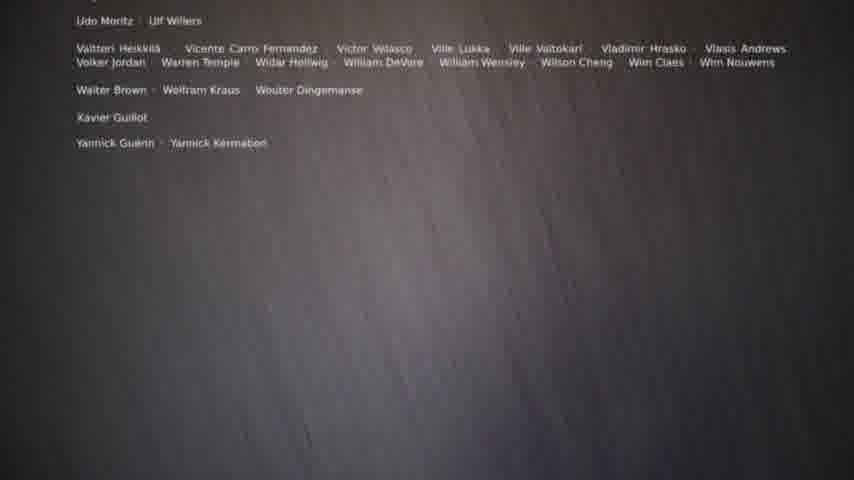 Udo Moritz · Ulf Willers
Valtteri Heikkilä · Vicente Carro Fernandez · Victor Velasco · Ville Lukka · Ville Valtokari · Vladimir Hrasko · Vlasis Andrews
Volker Jordan · Warren Temple · Widar Hellwig · William DeVore · William Wensley · Wilson Cheng · Wim Claes · Wim Nouwens
Walter Brown · Wolfram Kraus · Wouter Dingemanse
Xavier Guillot
Yannick Guerin · Yannick Kermabon